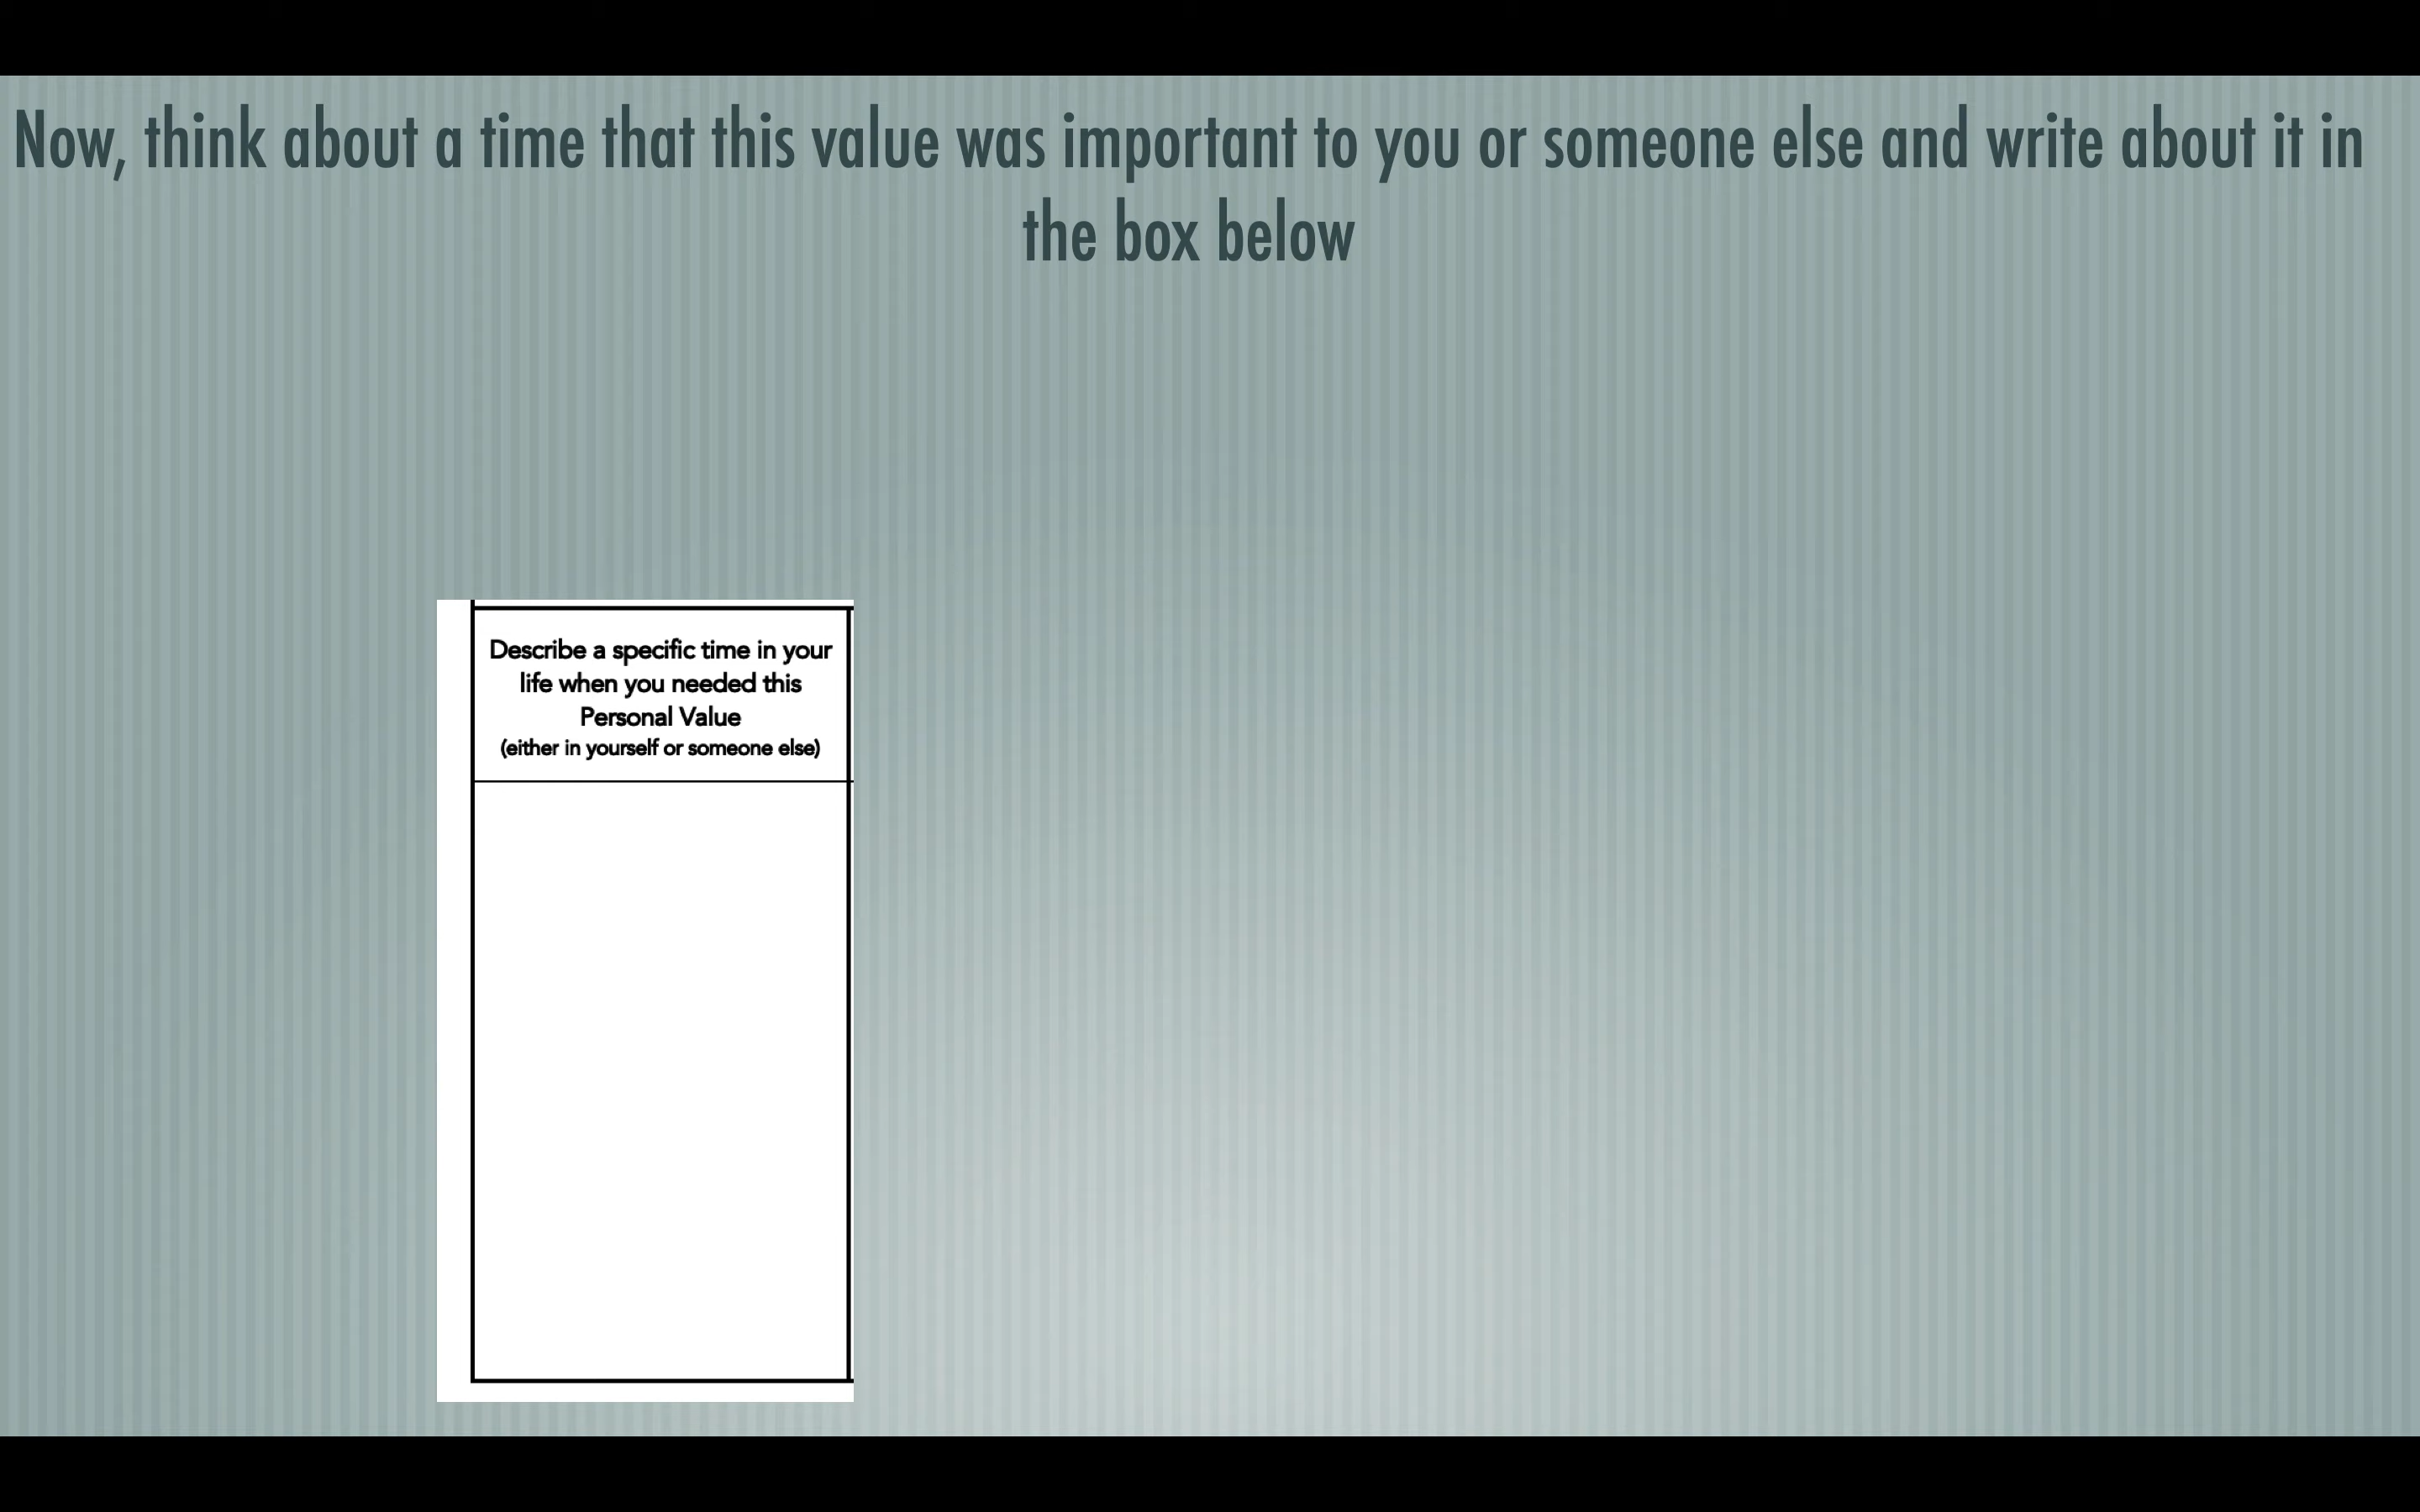 Now, think about a time that this value was important to you or someone else and write about it in
the box below
Describe a specific time in your
life when you needed this
Personal Value
(either in yourself or someone else)